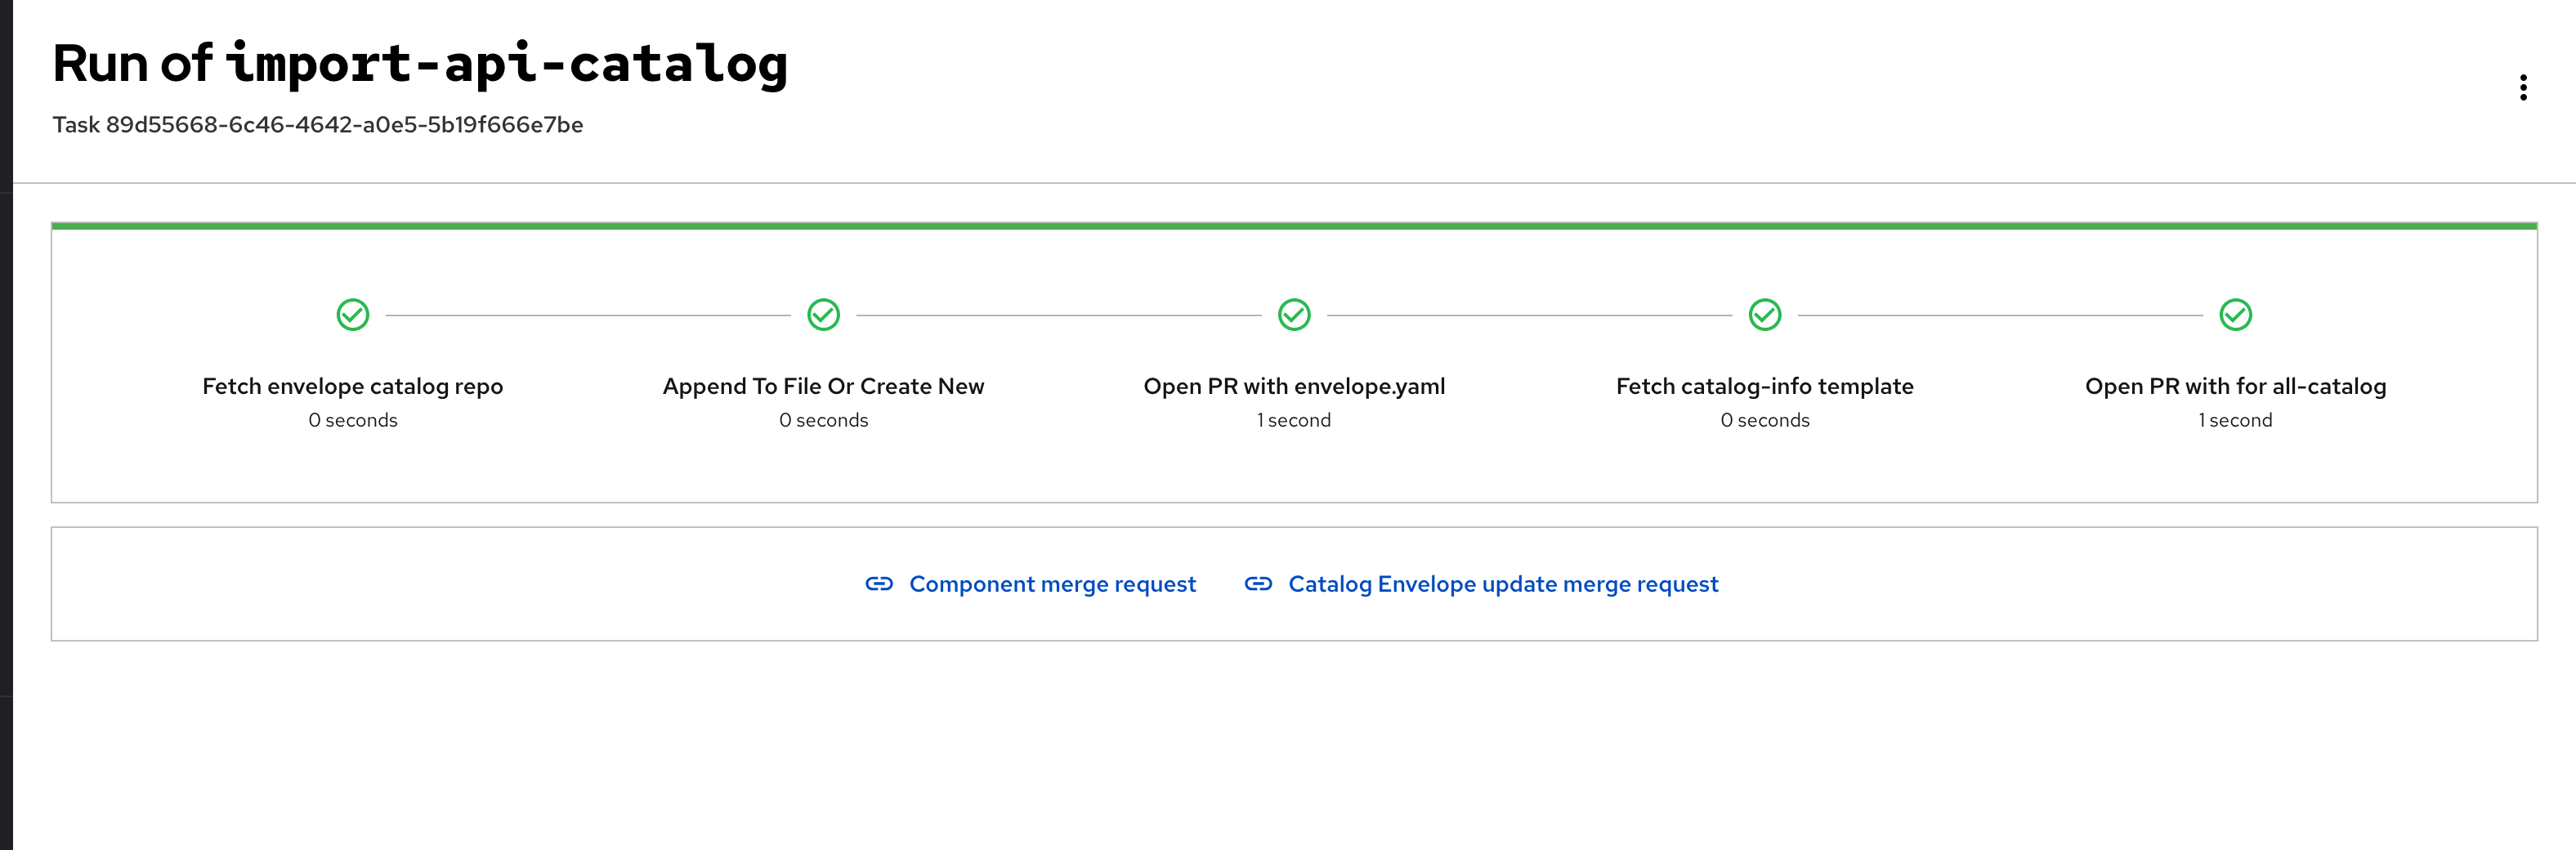 Run of import-api-catalog
Task 89d55668-6c46-4642-a0e5-5b19f666e7be
Fetch envelope catalog repo
0 seconds
Append To File Or Create New
0 seconds
Open PR with envelope.yaml
1 second
Fetch catalog-info template
0 seconds
Open PR with for all-catalog
1 second
Component merge request
Catalog Envelope update merge request